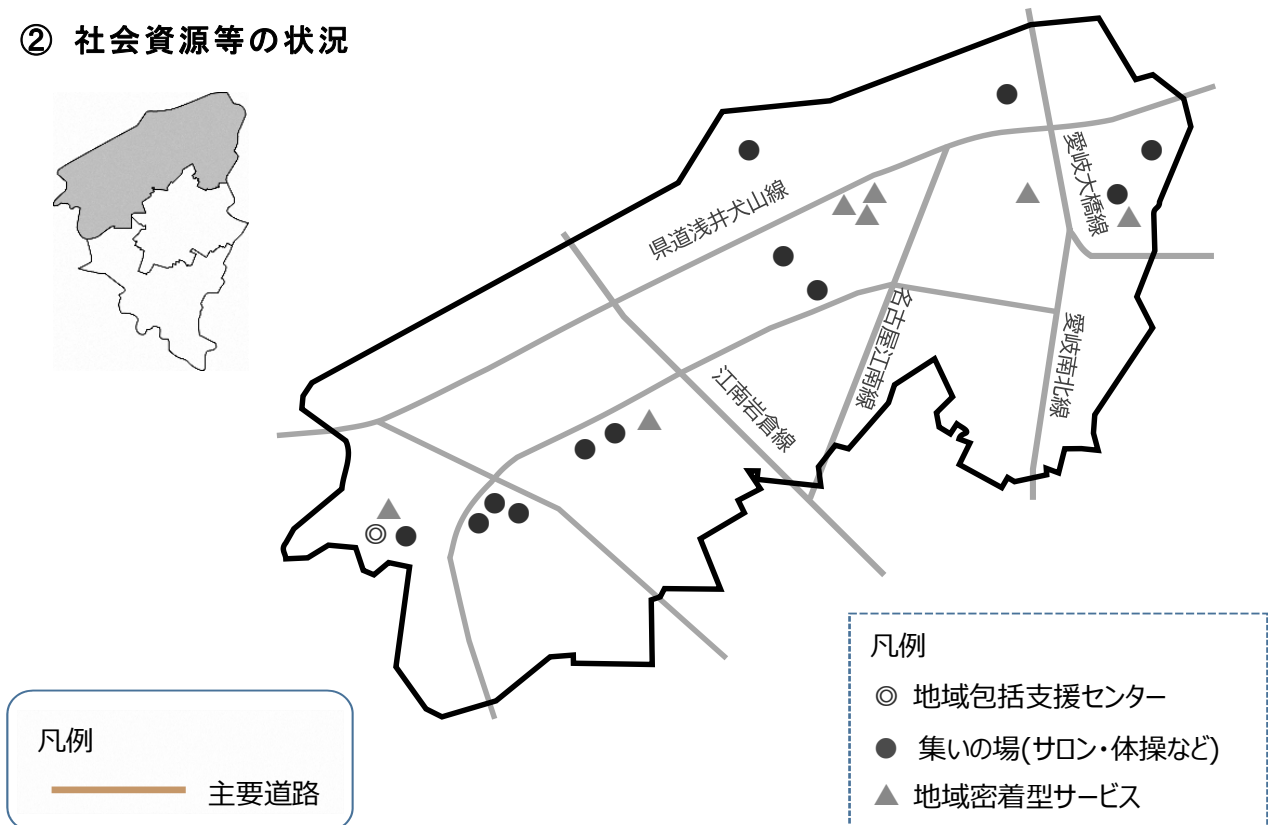 ② 社会資源等の状況
愛岐大橋線
県道浅井犬山線
名古屋江南線
愛岐南北線
江南岩倉線
凡例
主要道路
凡例
◎ 地域包括支援センター
● 集いの場(サロン・体操など)
▲ 地域密着型サービス